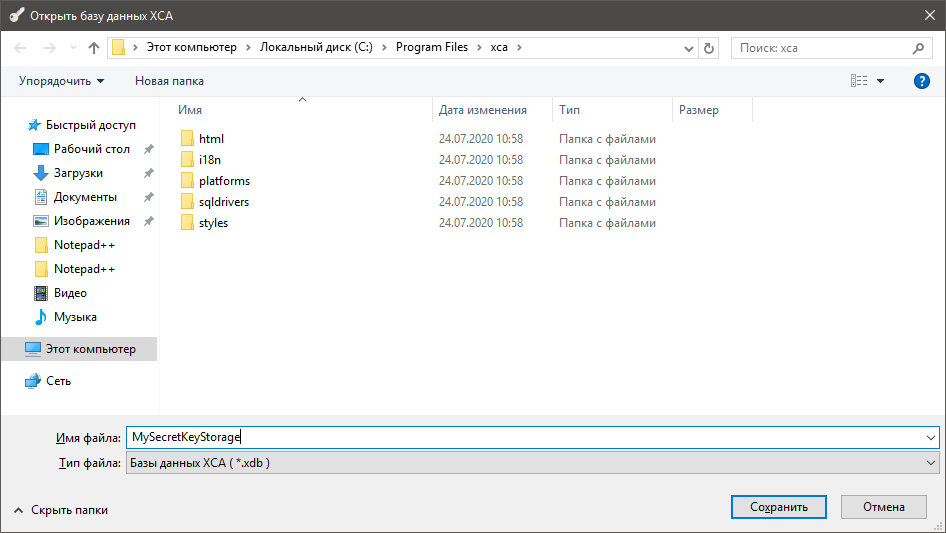 Открыть базу данных XCA
Этот компьютер › Локальный диск (C:) › Program Files › xca ›
Поиск: xca
Упорядочить
Новая папка
Имя
Дата изменения
Тип
Размер
Быстрый доступ
Рабочий стол
Загрузки
Документы
Изображения
Notepad++
Notepad++
Видео
Музыка
Этот компьютер
Сеть
html 24.07.2020 10:58 Папка с файлами
i18n 24.07.2020 10:58 Папка с файлами
platforms 24.07.2020 10:58 Папка с файлами
sqldrivers 24.07.2020 10:58 Папка с файлами
styles 24.07.2020 10:58 Папка с файлами
Имя файла: MySecretKeyStorage
Тип файла: Базы данных XCA ( *.xdb )
Скрыть папки
Сохранить
Отмена